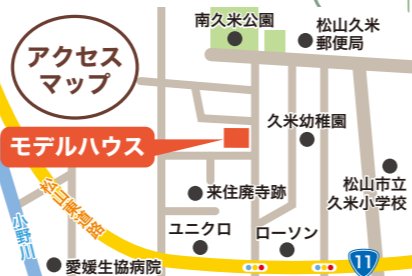 アクセス
マップ
南久米公園
松山久米
郵便局
モデルハウス
久米幼稚園
松山市立
久米小学校
来住廃寺跡
松山東道路
小野川
ユニクロ
ローソン
愛媛生協病院
11